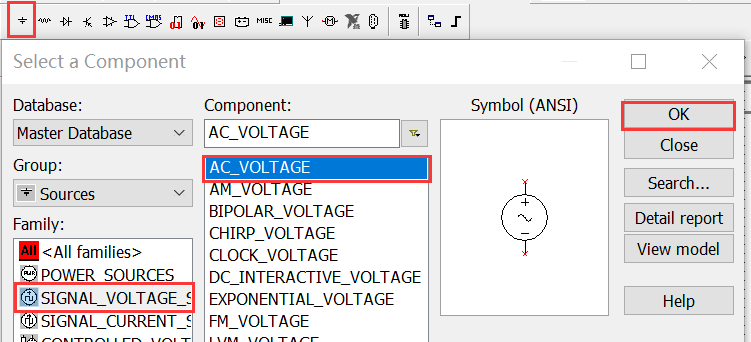 MISC
Select a Component
Database:
Master Database
Group:
Sources
Family:
All <All families>
POWER_SOURCES
SIGNAL_VOLTAGE_S
SIGNAL_CURRENT_S
CONTROLLED_VOLT
Component:
AC_VOLTAGE
AC_VOLTAGE
AM_VOLTAGE
BIPOLAR_VOLTAGE
CHIRP_VOLTAGE
CLOCK_VOLTAGE
DC_INTERACTIVE_VOLTAGE
EXPONENTIAL_VOLTAGE
FM_VOLTAGE
LVM_VOLTAGE
Symbol (ANSI)
OK
Close
Search...
Detail report
View model
Help